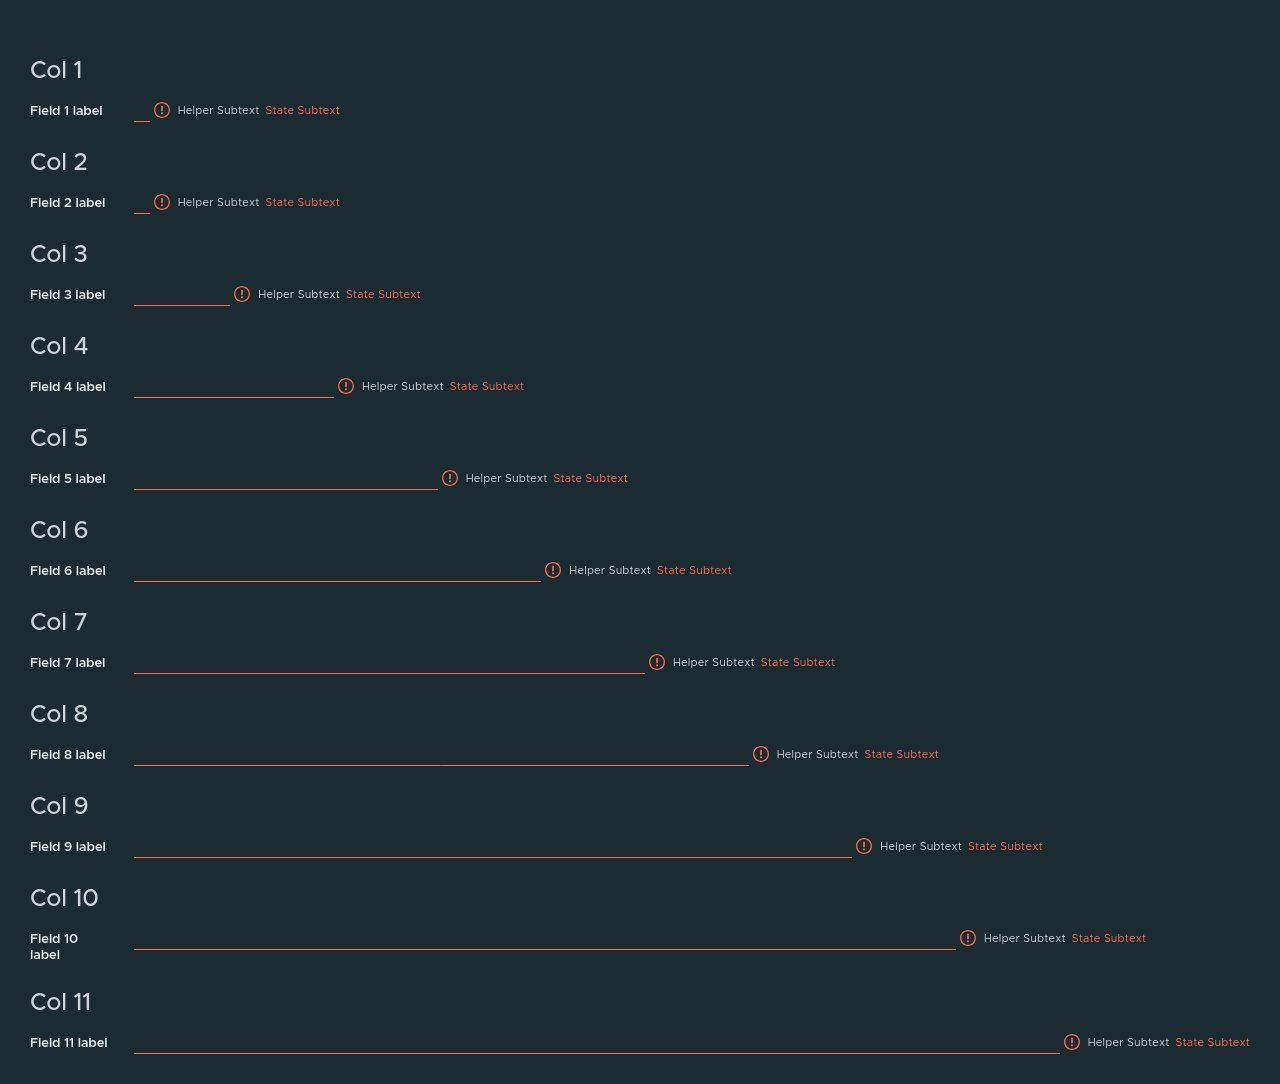 Col 1
Field 1 label Helper Subtext State Subtext
Col 2
Field 2 label Helper Subtext State Subtext
Col 3
Field 3 label Helper Subtext State Subtext
Col 4
Field 4 label Helper Subtext State Subtext
Col 5
Field 5 label Helper Subtext State Subtext
Col 6
Field 6 label Helper Subtext State Subtext
Col 7
Field 7 label Helper Subtext State Subtext
Col 8
Field 8 label Helper Subtext State Subtext
Col 9
Field 9 label Helper Subtext State Subtext
Col 10
Field 10 Helper Subtext State Subtext
label
Col 11
Field 11 label Helper Subtext State Subtext